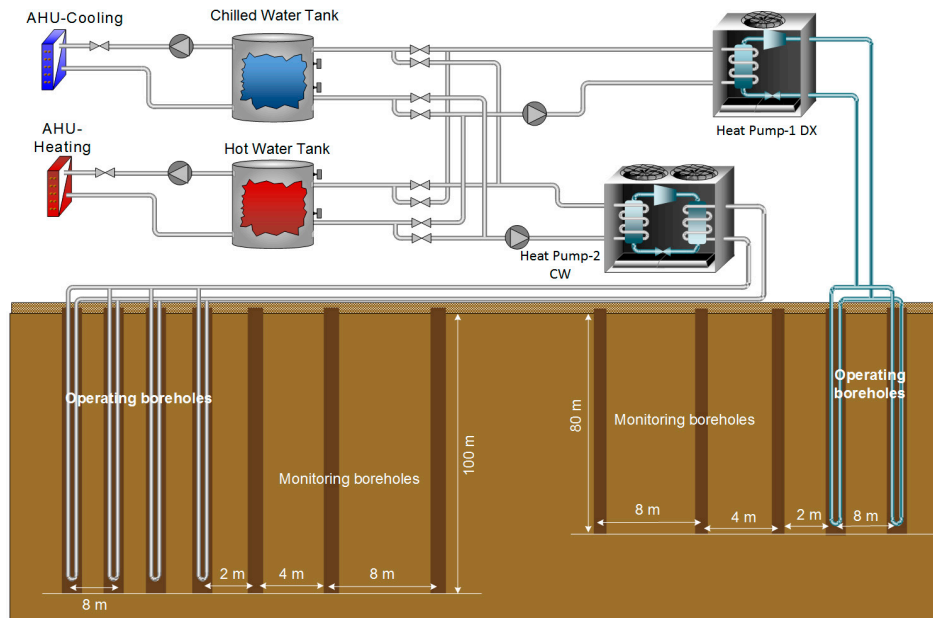 AHU-Cooling
Chilled Water Tank
AHU-
Heating
Hot Water Tank
Heat Pump-1 DX
Heat Pump-2
CW
Operating boreholes
Monitoring boreholes
100 m
2 m
4 m
8 m
8 m
80 m
Monitoring boreholes
Operating
boreholes
8 m
4 m
2 m
8 m